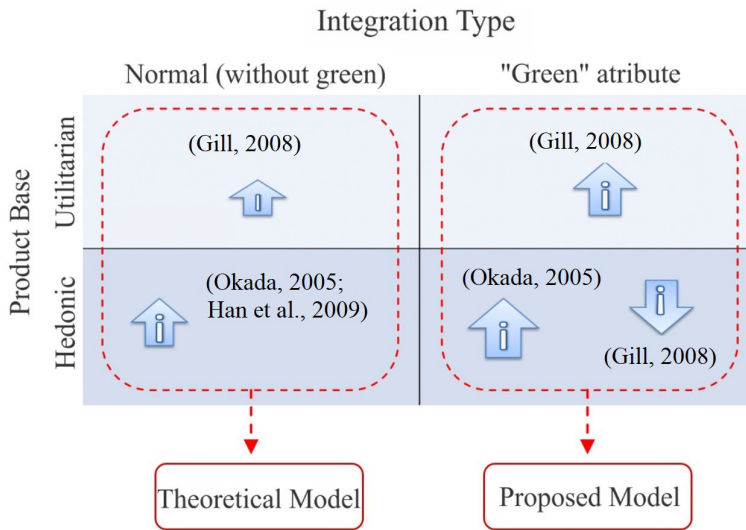 Integration Type
Normal (without green)
"Green" atribute
Product Base
Utilitarian
(Gill, 2008)
i
(Gill, 2008)
i
Hedonic
(Okada, 2005;
Han et al., 2009)
i
(Okada, 2005)
i
i
(Gill, 2008)
Theoretical Model
Proposed Model